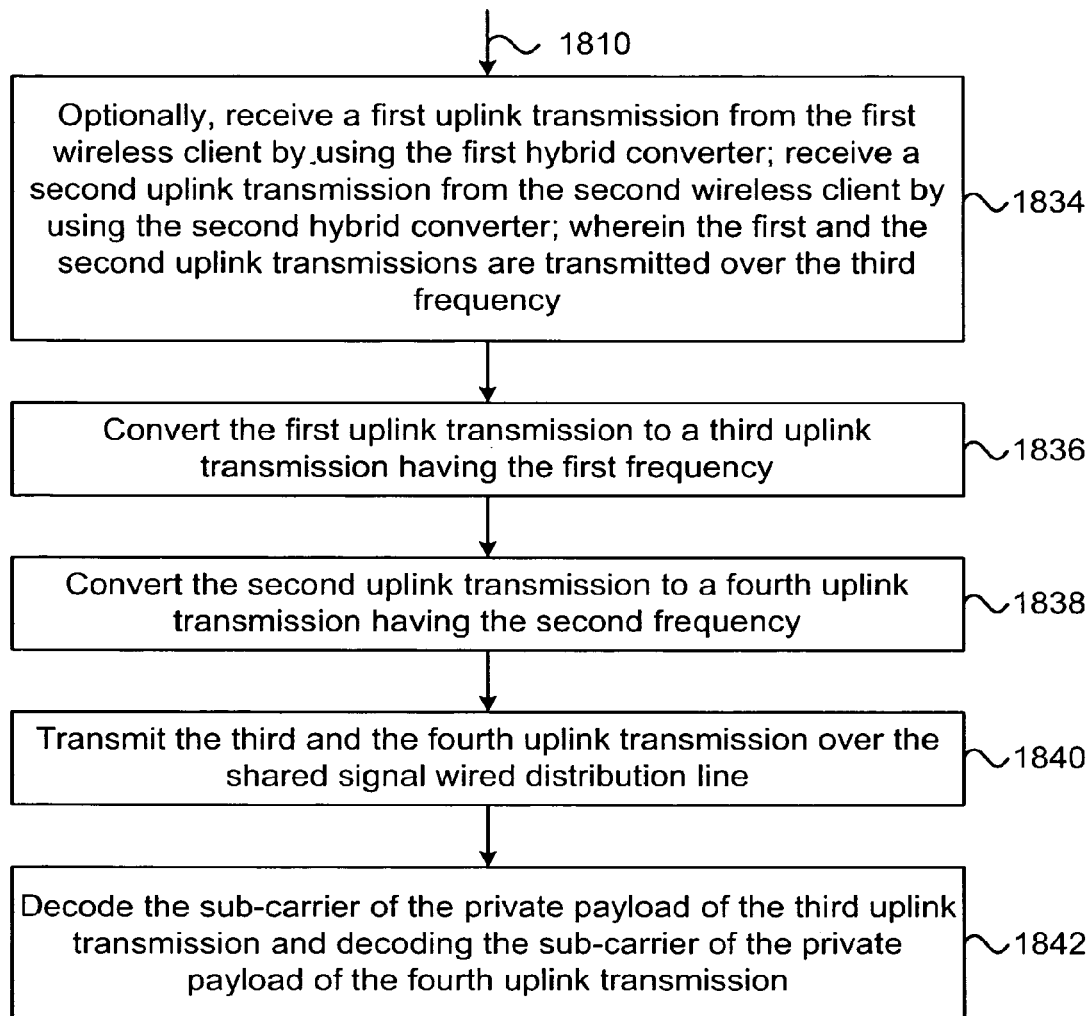 1810
Optionally, receive a first uplink transmission from the first
wireless client by using the first hybrid converter; receive a
second uplink transmission from the second wireless client by
using the second hybrid converter; wherein the first and the
second uplink transmissions are transmitted over the third
frequency
1834
Convert the first uplink transmission to a third uplink
transmission having the first frequency
1836
Convert the second uplink transmission to a fourth uplink
transmission having the second frequency
1838
Transmit the third and the fourth uplink transmission over the
shared signal wired distribution line
1840
Decode the sub-carrier of the private payload of the third uplink
transmission and decoding the sub-carrier of the private
payload of the fourth uplink transmission
1842